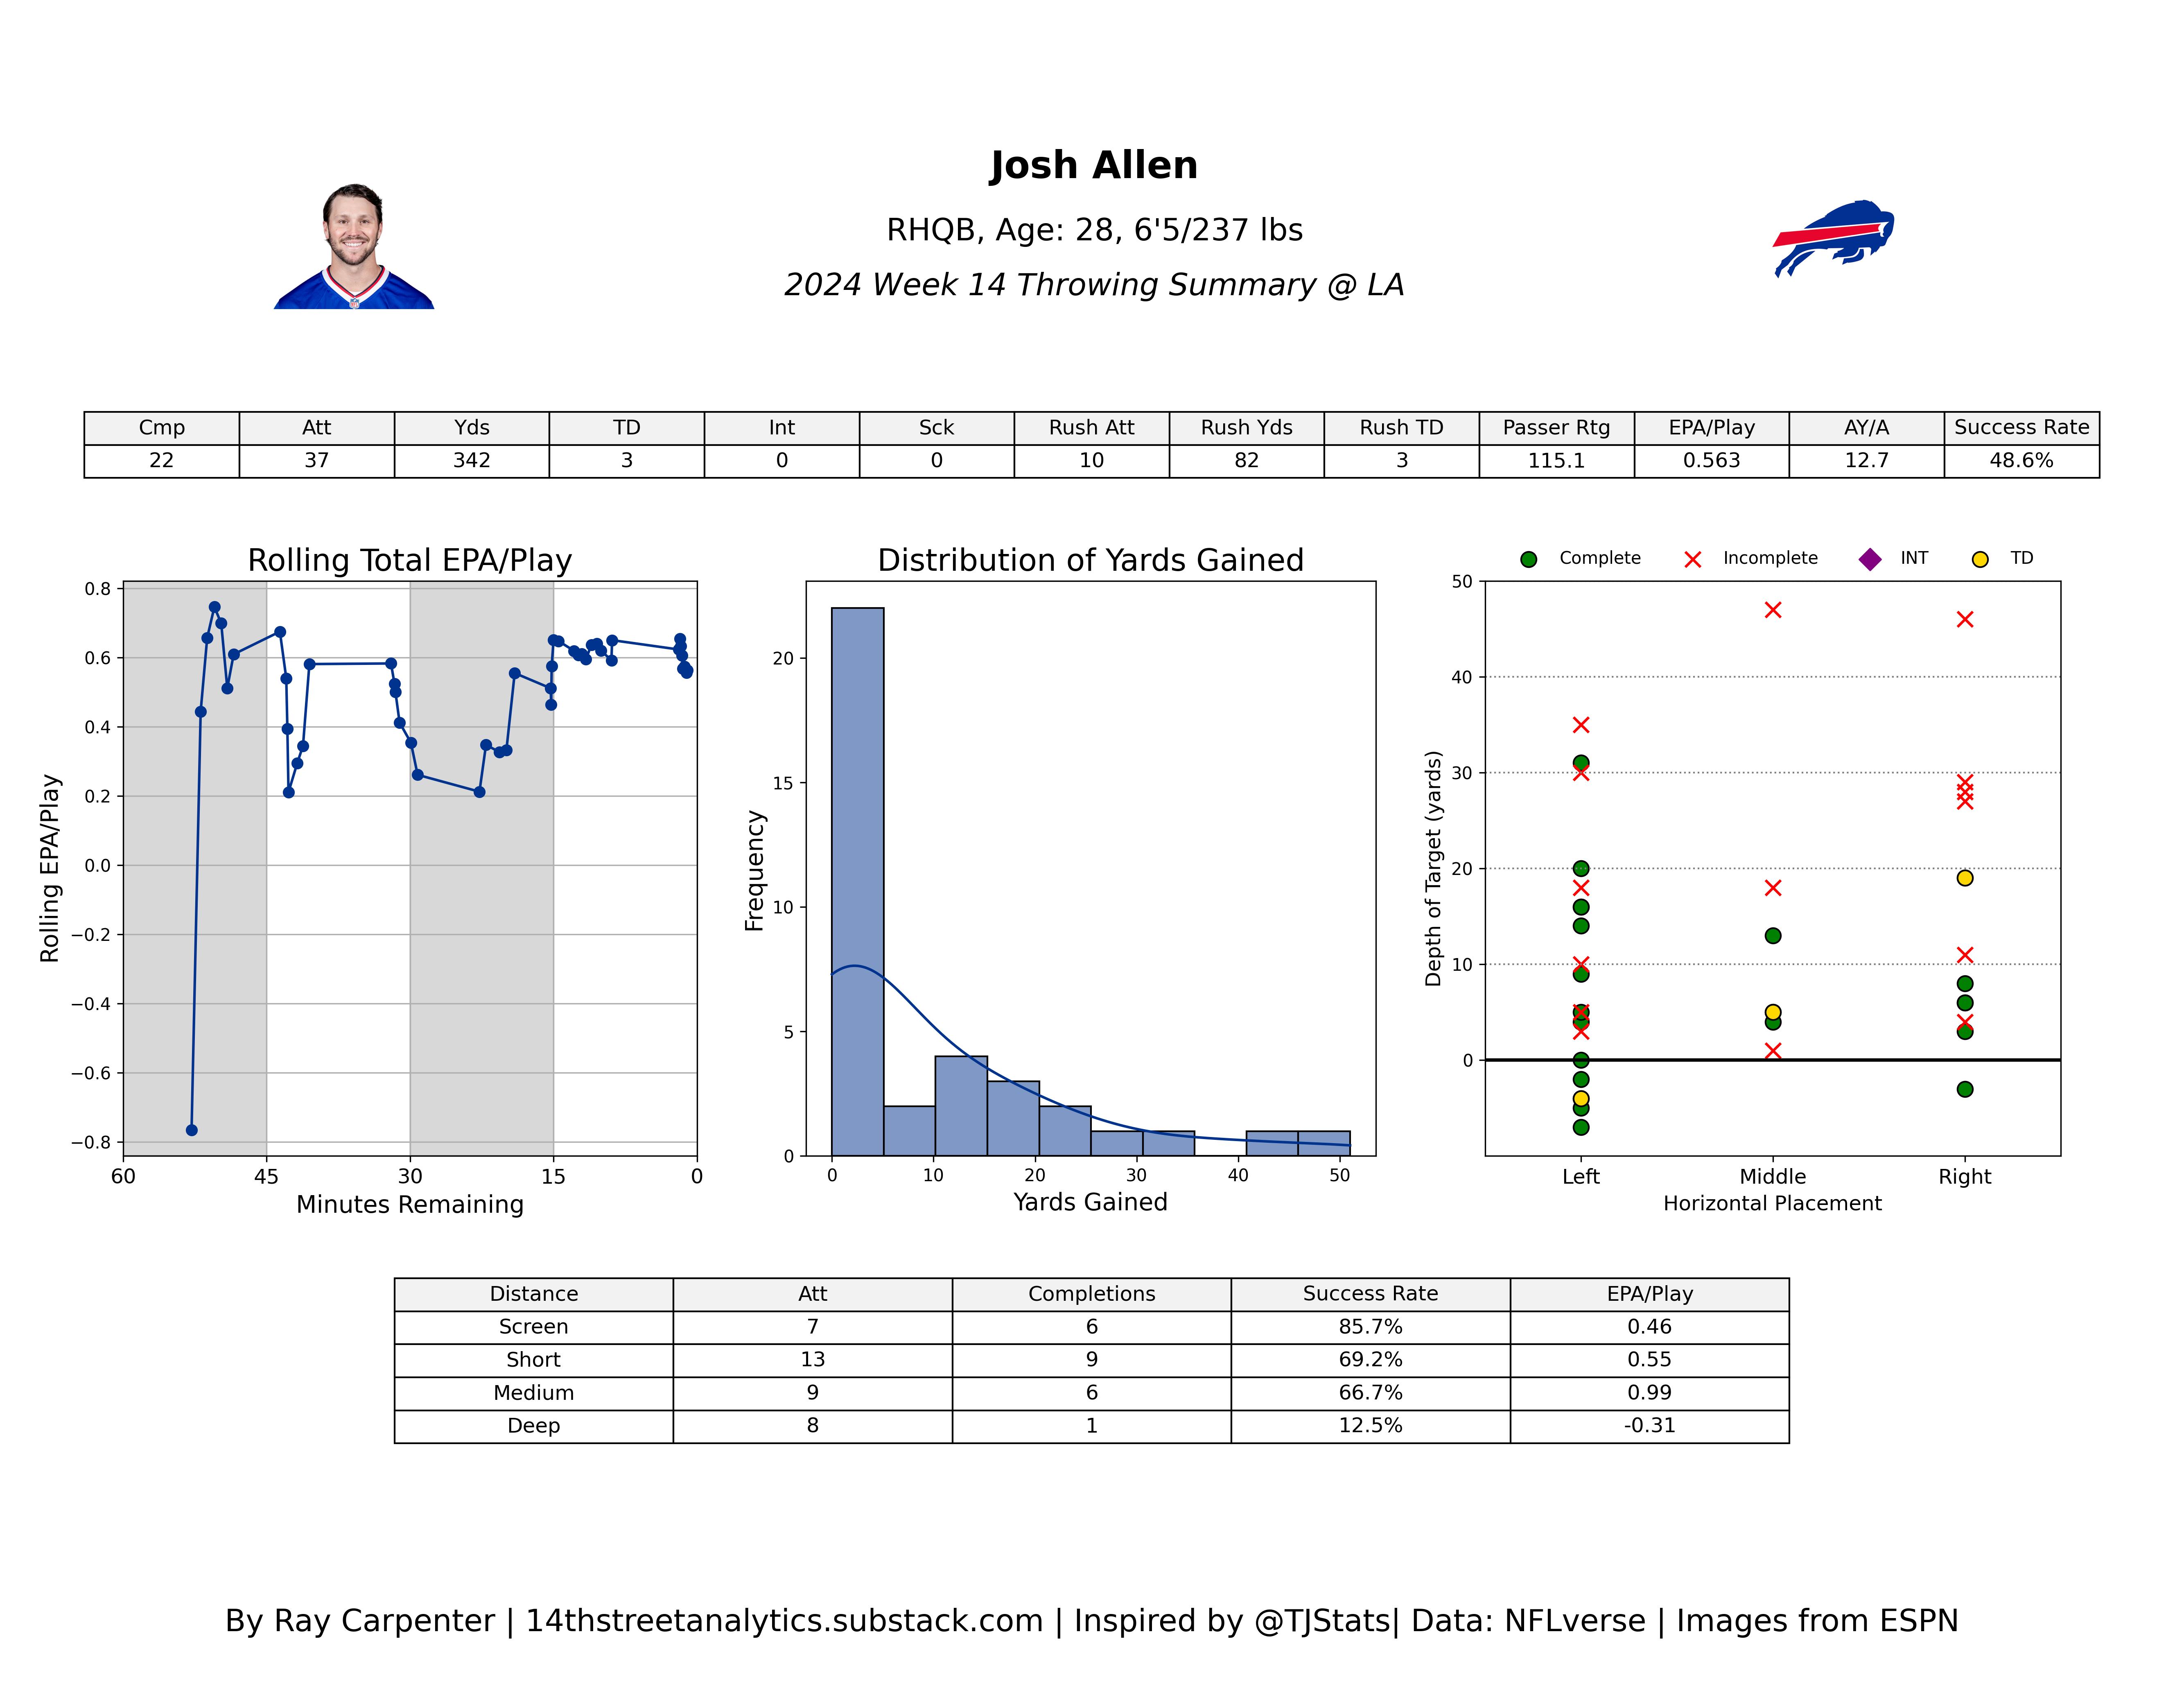 Josh Allen
RHQB, Age: 28, 6'5/237 lbs
2024 Week 14 Throwing Summary @ LA
Cmp Att Yds TD Int Sck Rush Att Rush Yds Rush TD Passer Rtg EPA/Play AY/A Success Rate
22 37 342 3 0 0 10 82 3 115.1 0.563 12.7 48.6%
Rolling Total EPA/Play
0.8
0.6
0.4
0.2
0.0
−0.2
−0.4
−0.6
−0.8
Rolling EPA/Play
60 45 30 15 0
Minutes Remaining
Distribution of Yards Gained
20
15
10
5
0
Frequency
0 10 20 30 40 50
Yards Gained
Complete Incomplete INT TD
50
40
30
20
10
0
Depth of Target (yards)
Left Middle Right
Horizontal Placement
Distance Att Completions Success Rate EPA/Play
Screen 7 6 85.7% 0.46
Short 13 9 69.2% 0.55
Medium 9 6 66.7% 0.99
Deep 8 1 12.5% -0.31
By Ray Carpenter | 14thstreetanalytics.substack.com | Inspired by @TJStats| Data: NFLverse | Images from ESPN